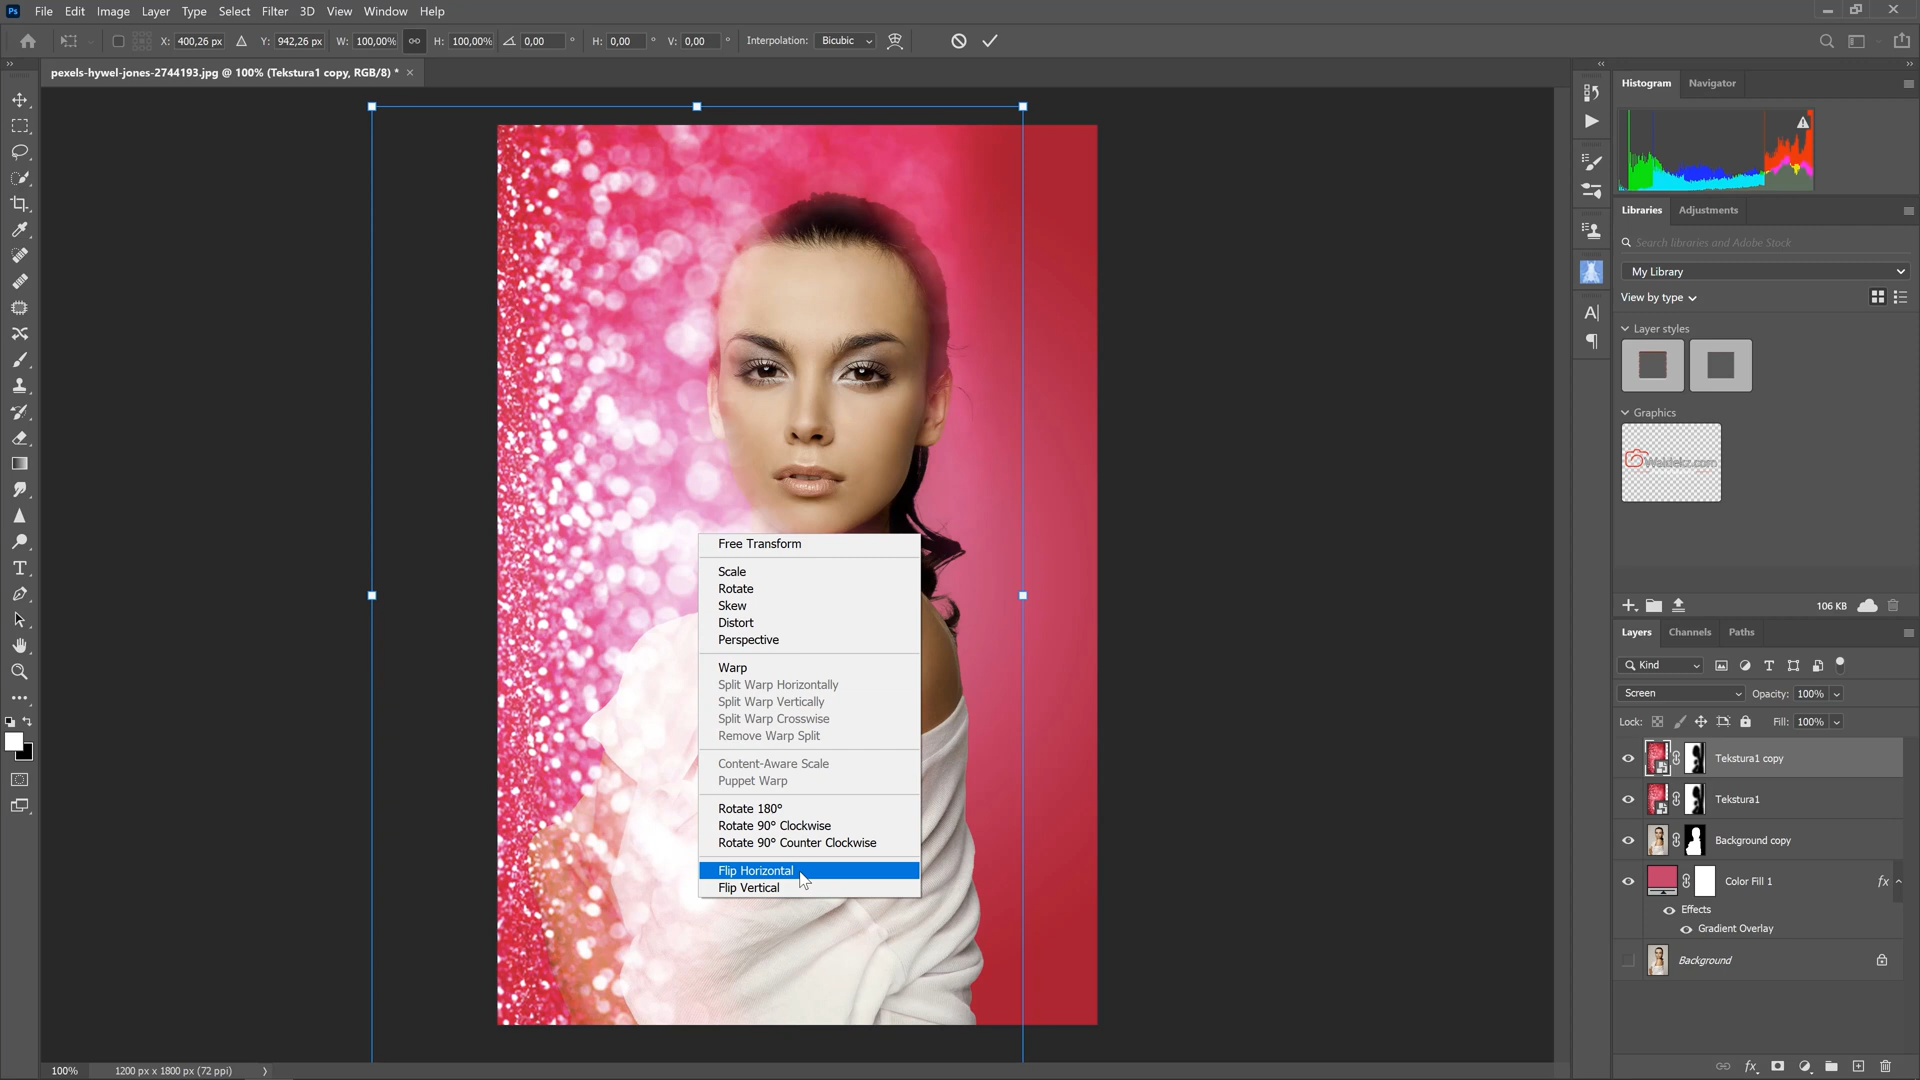 Ps File Edit Image Layer Type Select Filter 3D View Window Help
X: 400,26 px Y: 942,26 px W: 100,00% H: 100,00% 0,00 ° H: 0,00 ° V: 0,00 ° Interpolation: Bicubic
pexels-hywel-jones-2744193.jpg @ 100% (Tekstura1 copy, RGB/8) * ×
Histogram Navigator
Libraries Adjustments
Search libraries and Adobe Stock
My Library
View by type
Layer styles
Graphics
Waldekz.com
Free Transform
Scale
Rotate
Skew
Distort
Perspective
Warp
Split Warp Horizontally
Split Warp Vertically
Split Warp Crosswise
Remove Warp Split
Content-Aware Scale
Puppet Warp
Rotate 180°
Rotate 90° Clockwise
Rotate 90° Counter Clockwise
Flip Horizontal
Flip Vertical
106 KB
Layers Channels Paths
Kind
Screen Opacity: 100%
Lock: Fill: 100%
Tekstura1 copy
Tekstura1
Background copy
Color Fill 1 fx
Effects
Gradient Overlay
Background
fx
100% 1200 px x 1800 px (72 ppi)